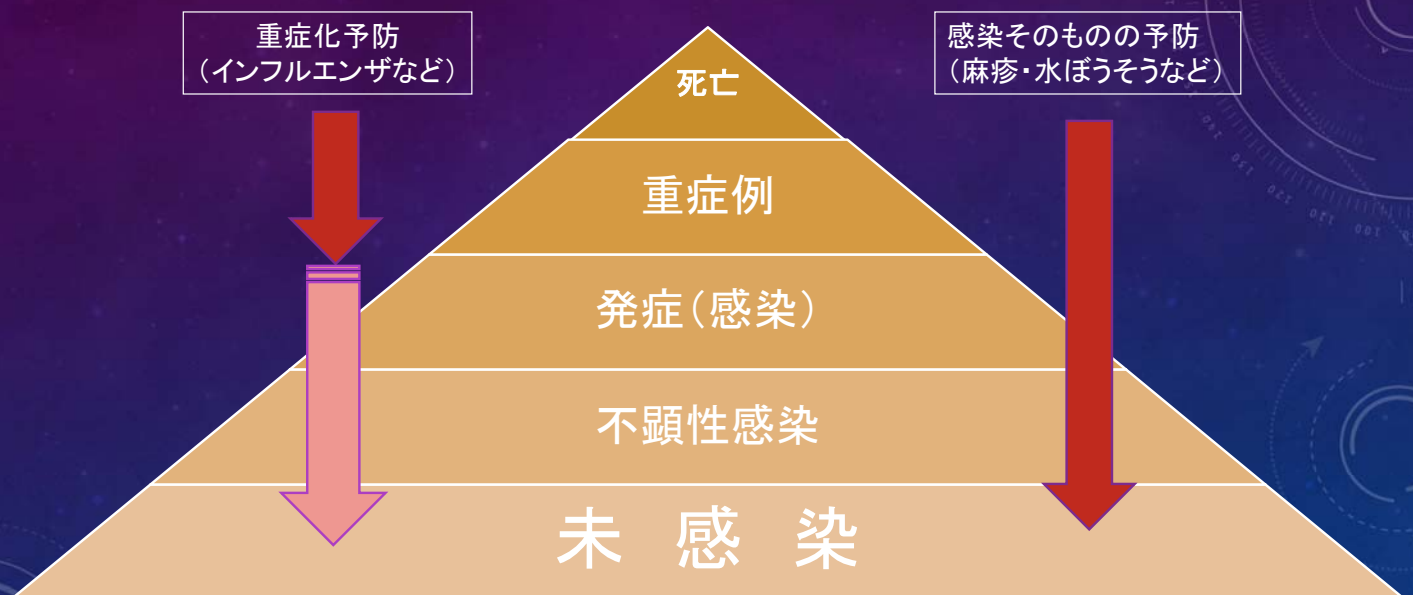 重症化予防
（インフルエンザなど）
感染そのものの予防
（麻疹・水ぼうそうなど）
死亡
重症例
発症（感染）
不顕性感染
未 感 染